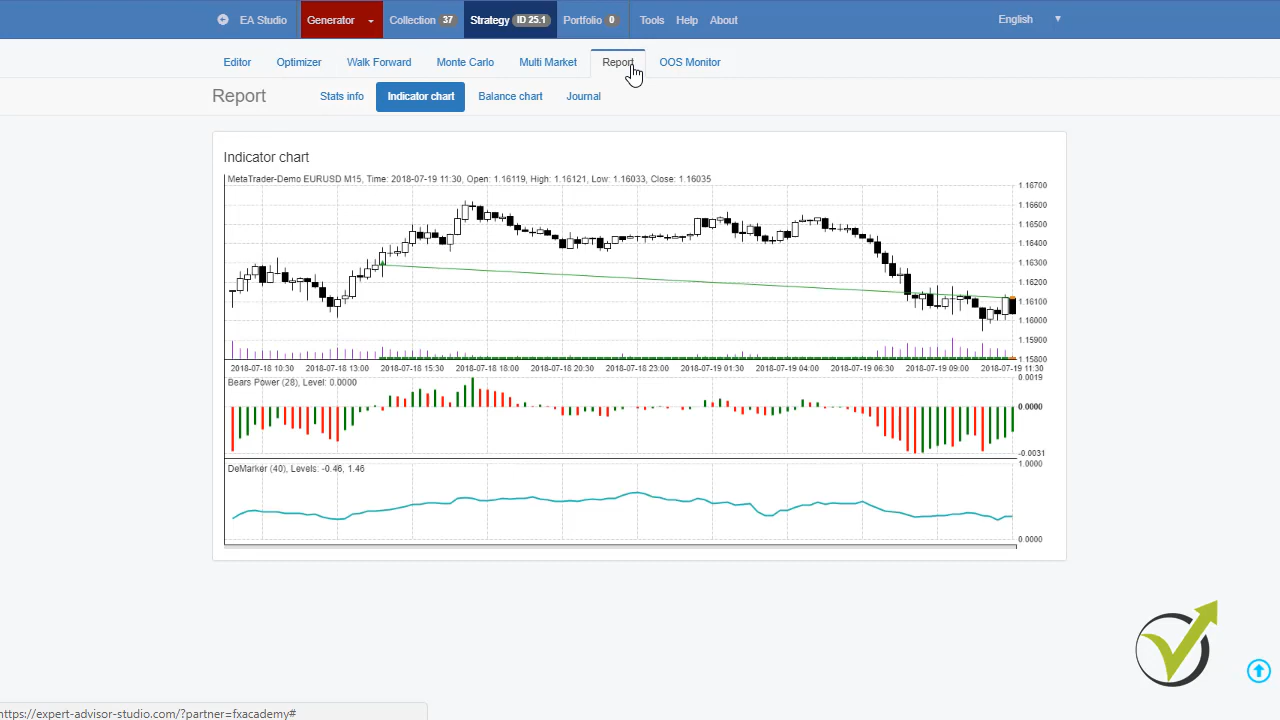 EA Studio Generator Collection 37 Strategy ID 25.1 Portfolio 0 Tools Help About English
Editor Optimizer Walk Forward Monte Carlo Multi Market Report OOS Monitor
Report Stats info Indicator chart Balance chart Journal
Indicator chart
MetaTrader-Demo EURUSD M15, Time: 2018-07-19 11:30, Open: 1.16119, High: 1.16121, Low: 1.16033, Close: 1.16035
1.16700
1.16600
1.16500
1.16400
1.16300
1.16200
1.16100
1.16000
1.15900
1.15800
2018-07-18 10:30 2018-07-18 13:00 2018-07-18 15:30 2018-07-18 18:00 2018-07-18 20:30 2018-07-18 23:00 2018-07-19 01:30 2018-07-19 04:00 2018-07-19 06:30 2018-07-19 09:00 2018-07-19 11:30
Bears Power (28), Level: 0.0000
0.0019
0.0000
-0.0031
DeMarker (40), Levels: -0.46, 1.46
1.0000
0.0000
https://expert-advisor-studio.com/?partner=fxacademy#